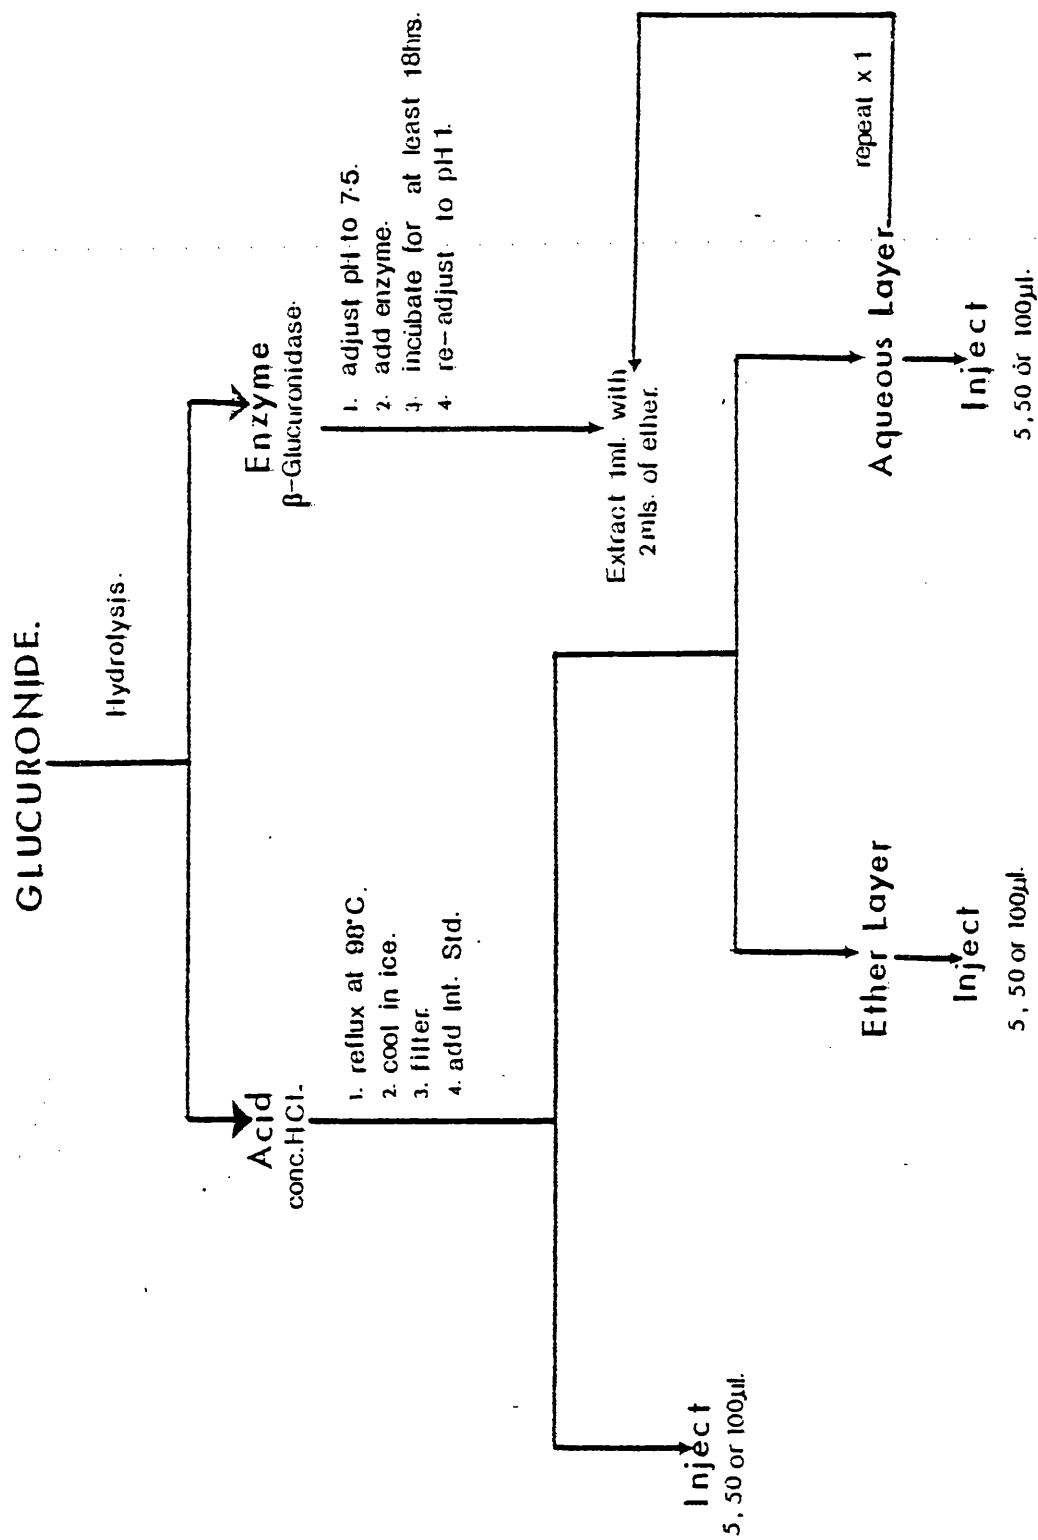 GLUCURONIDE.
Hydrolysis.
Acid
conc.HCl.
1. reflux at 98°C.
2. cool in ice.
3. filter.
4. add Int. Std.
Enzyme
β-Glucuronidase.
1. adjust pH to 7·5.
2. add enzyme.
3. incubate for at least 18hrs.
4. re-adjust to pH 1.
Extract 1ml. with
2mls. of ether.
repeat x 1
Inject
5, 50 or 100µl.
Ether Layer
Inject
5, 50 or 100µl.
Aqueous Layer
Inject
5, 50 or 100µl.